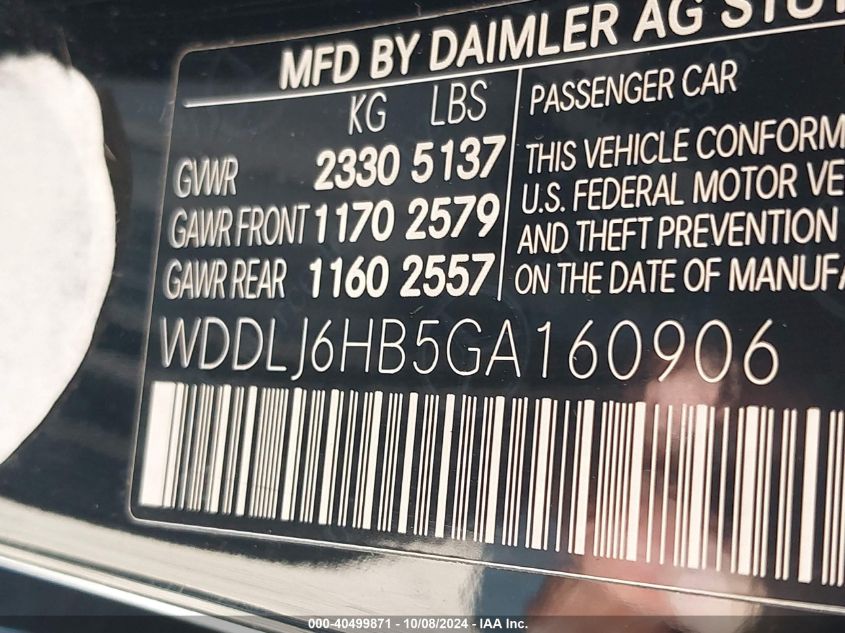 MFD BY DAIMLER AG
KG LBS
GVWR 2330 5137
GAWR FRONT 1170 2579
GAWR REAR 1160 2557
PASSENGER CAR
THIS VEHICLE CONFORM
U.S. FEDERAL MOTOR VE
AND THEFT PREVENTION
ON THE DATE OF MANUFA
WDDLJ6HB5GA160906
000-40499871 - 10/08/2024 - IAA Inc.